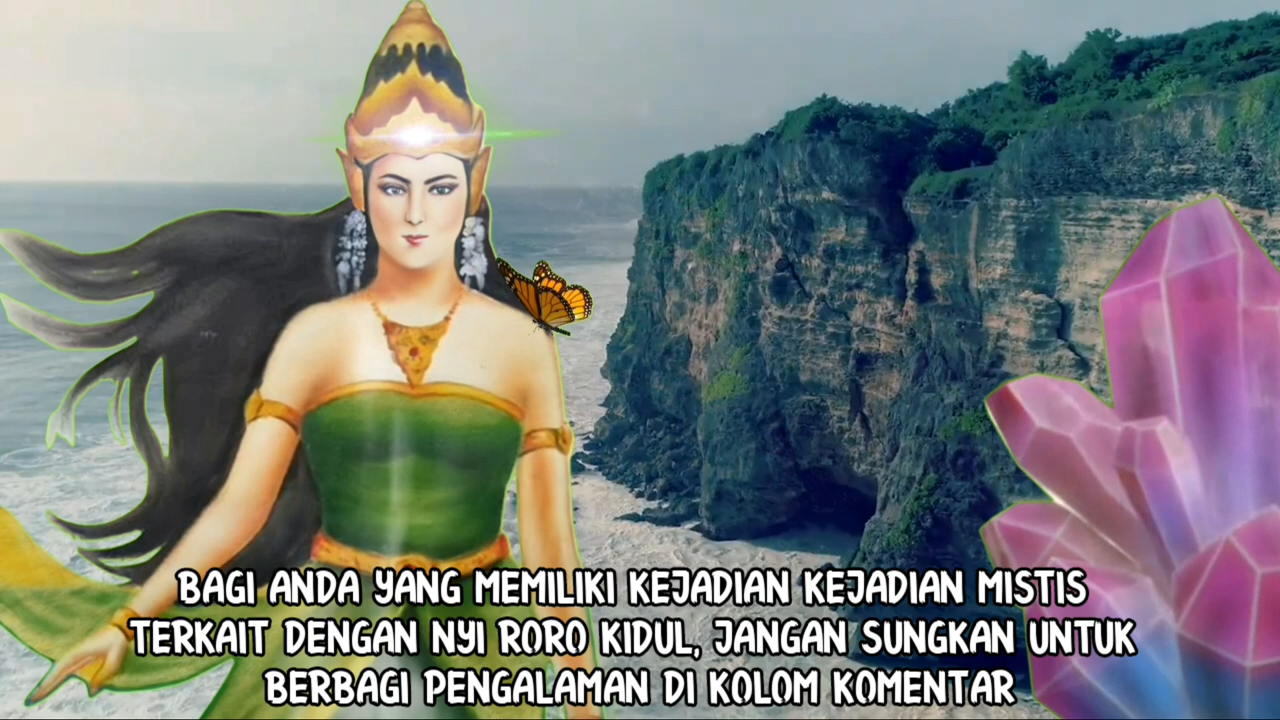 BAGI ANDA YANG MEMILIKI KEJADIAN KEJADIAN MISTIS
TERKAIT DENGAN NYI RORO KIDUL, JANGAN SUNGKAN UNTUK
BERBAGI PENGALAMAN DI KOLOM KOMENTAR